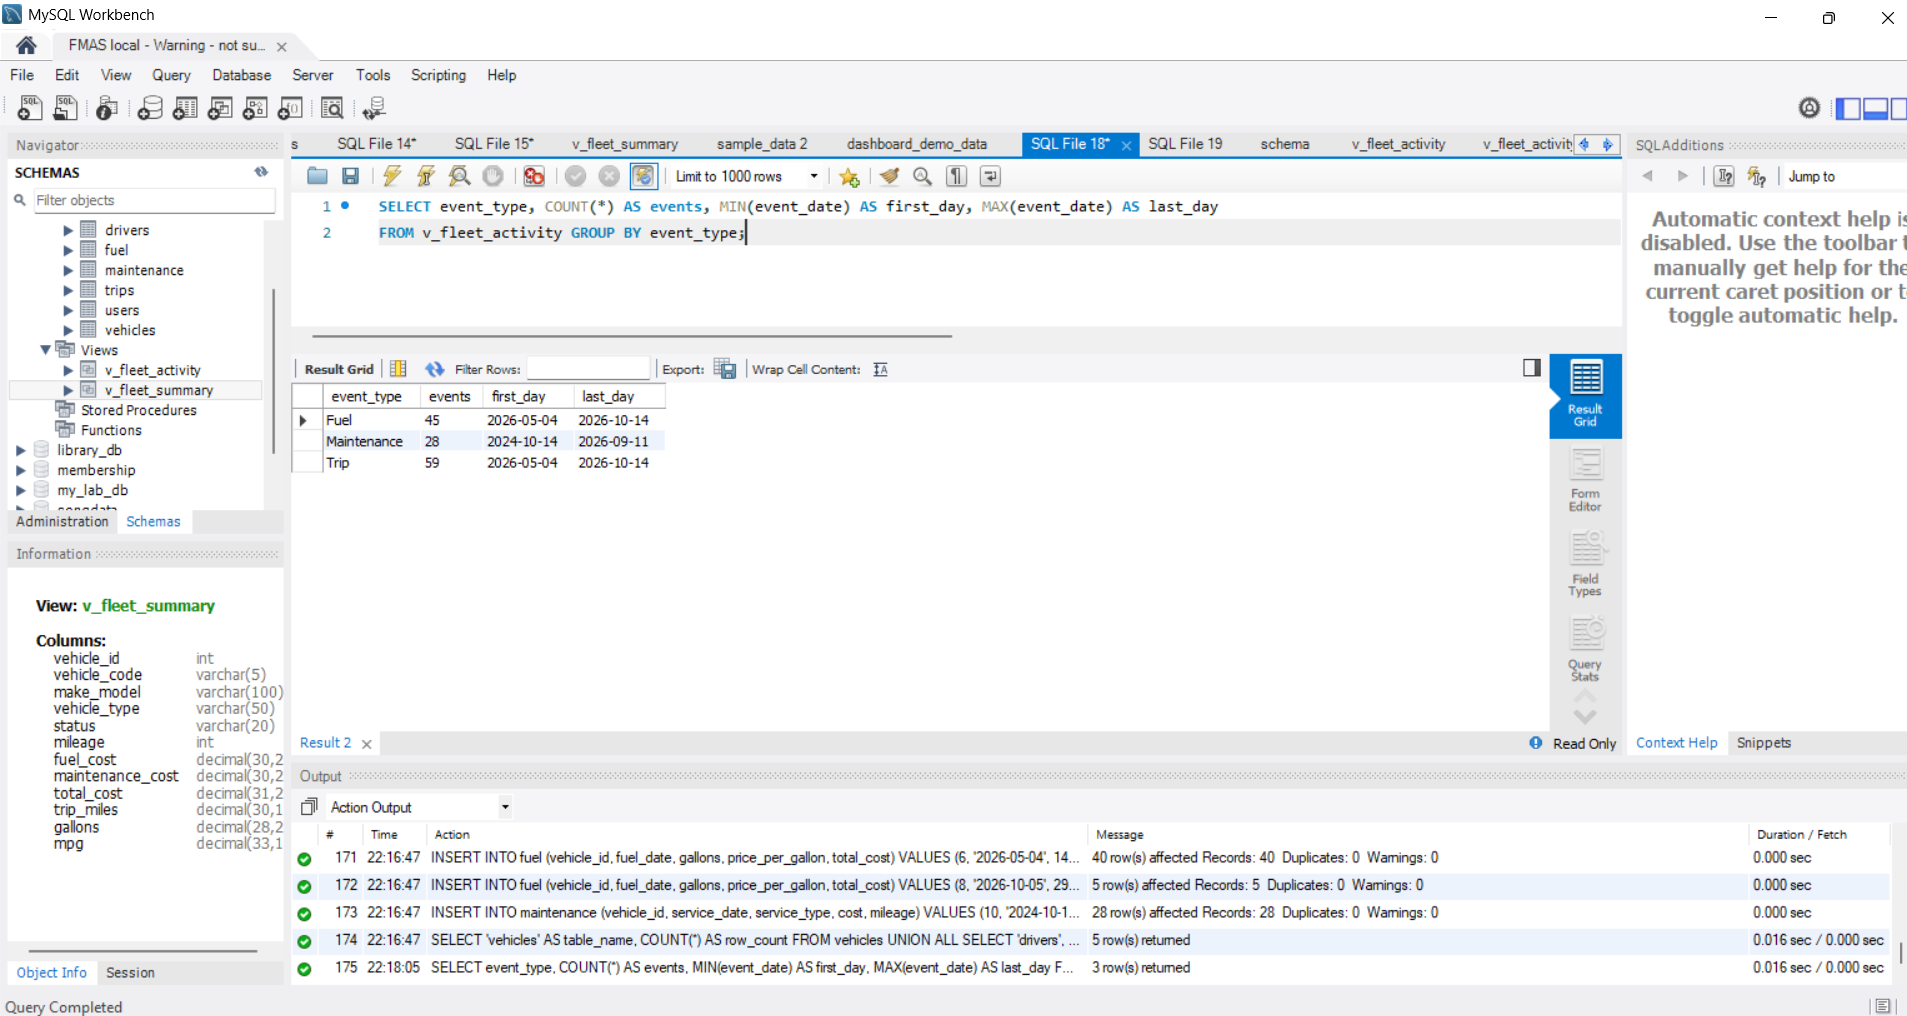 MySQL Workbench
FMAS local - Warning - not su...
File Edit View Query Database Server Tools Scripting Help
Navigator
SCHEMAS
Filter objects
drivers
fuel
maintenance
trips
users
vehicles
Views
v_fleet_activity
v_fleet_summary
Stored Procedures
Functions
library_db
membership
my_lab_db
Administration Schemas
Information
View: v_fleet_summary
Columns:
vehicle_id int
vehicle_code varchar(5)
make_model varchar(100)
vehicle_type varchar(50)
status varchar(20)
mileage int
fuel_cost decimal(30,2
maintenance_cost decimal(30,2
total_cost decimal(31,2
trip_miles decimal(30,1
gallons decimal(28,2
mpg decimal(33,1
Object Info Session
Query Completed
s SQL File 14* SQL File 15* v_fleet_summary sample_data 2 dashboard_demo_data SQL File 18* SQL File 19 schema v_fleet_activity v_fleet_activit
Limit to 1000 rows
1 SELECT event_type, COUNT(*) AS events, MIN(event_date) AS first_day, MAX(event_date) AS last_day
2 FROM v_fleet_activity GROUP BY event_type;
Result Grid Filter Rows: Export: Wrap Cell Content:
event_type events first_day last_day
Fuel 45 2026-05-04 2026-10-14
Maintenance 28 2024-10-14 2026-09-11
Trip 59 2026-05-04 2026-10-14
Result
Grid
Form
Editor
Field
Types
Query
Stats
Result 2 Read Only
Output
Action Output
# Time Action Message Duration / Fetch
171 22:16:47 INSERT INTO fuel (vehicle_id, fuel_date, gallons, price_per_gallon, total_cost) VALUES (6, '2026-05-04', 14... 40 row(s) affected Records: 40 Duplicates: 0 Warnings: 0 0.000 sec
172 22:16:47 INSERT INTO fuel (vehicle_id, fuel_date, gallons, price_per_gallon, total_cost) VALUES (8, '2026-10-05', 29... 5 row(s) affected Records: 5 Duplicates: 0 Warnings: 0 0.000 sec
173 22:16:47 INSERT INTO maintenance (vehicle_id, service_date, service_type, cost, mileage) VALUES (10, '2024-10-1... 28 row(s) affected Records: 28 Duplicates: 0 Warnings: 0 0.000 sec
174 22:16:47 SELECT 'vehicles' AS table_name, COUNT(*) AS row_count FROM vehicles UNION ALL SELECT 'drivers', ... 5 row(s) returned 0.016 sec / 0.000 sec
175 22:18:05 SELECT event_type, COUNT(*) AS events, MIN(event_date) AS first_day, MAX(event_date) AS last_day F... 3 row(s) returned 0.016 sec / 0.000 sec
SQLAdditions
Jump to
Automatic context help is
disabled. Use the toolbar t
manually get help for the
current caret position or t
toggle automatic help.
Context Help Snippets